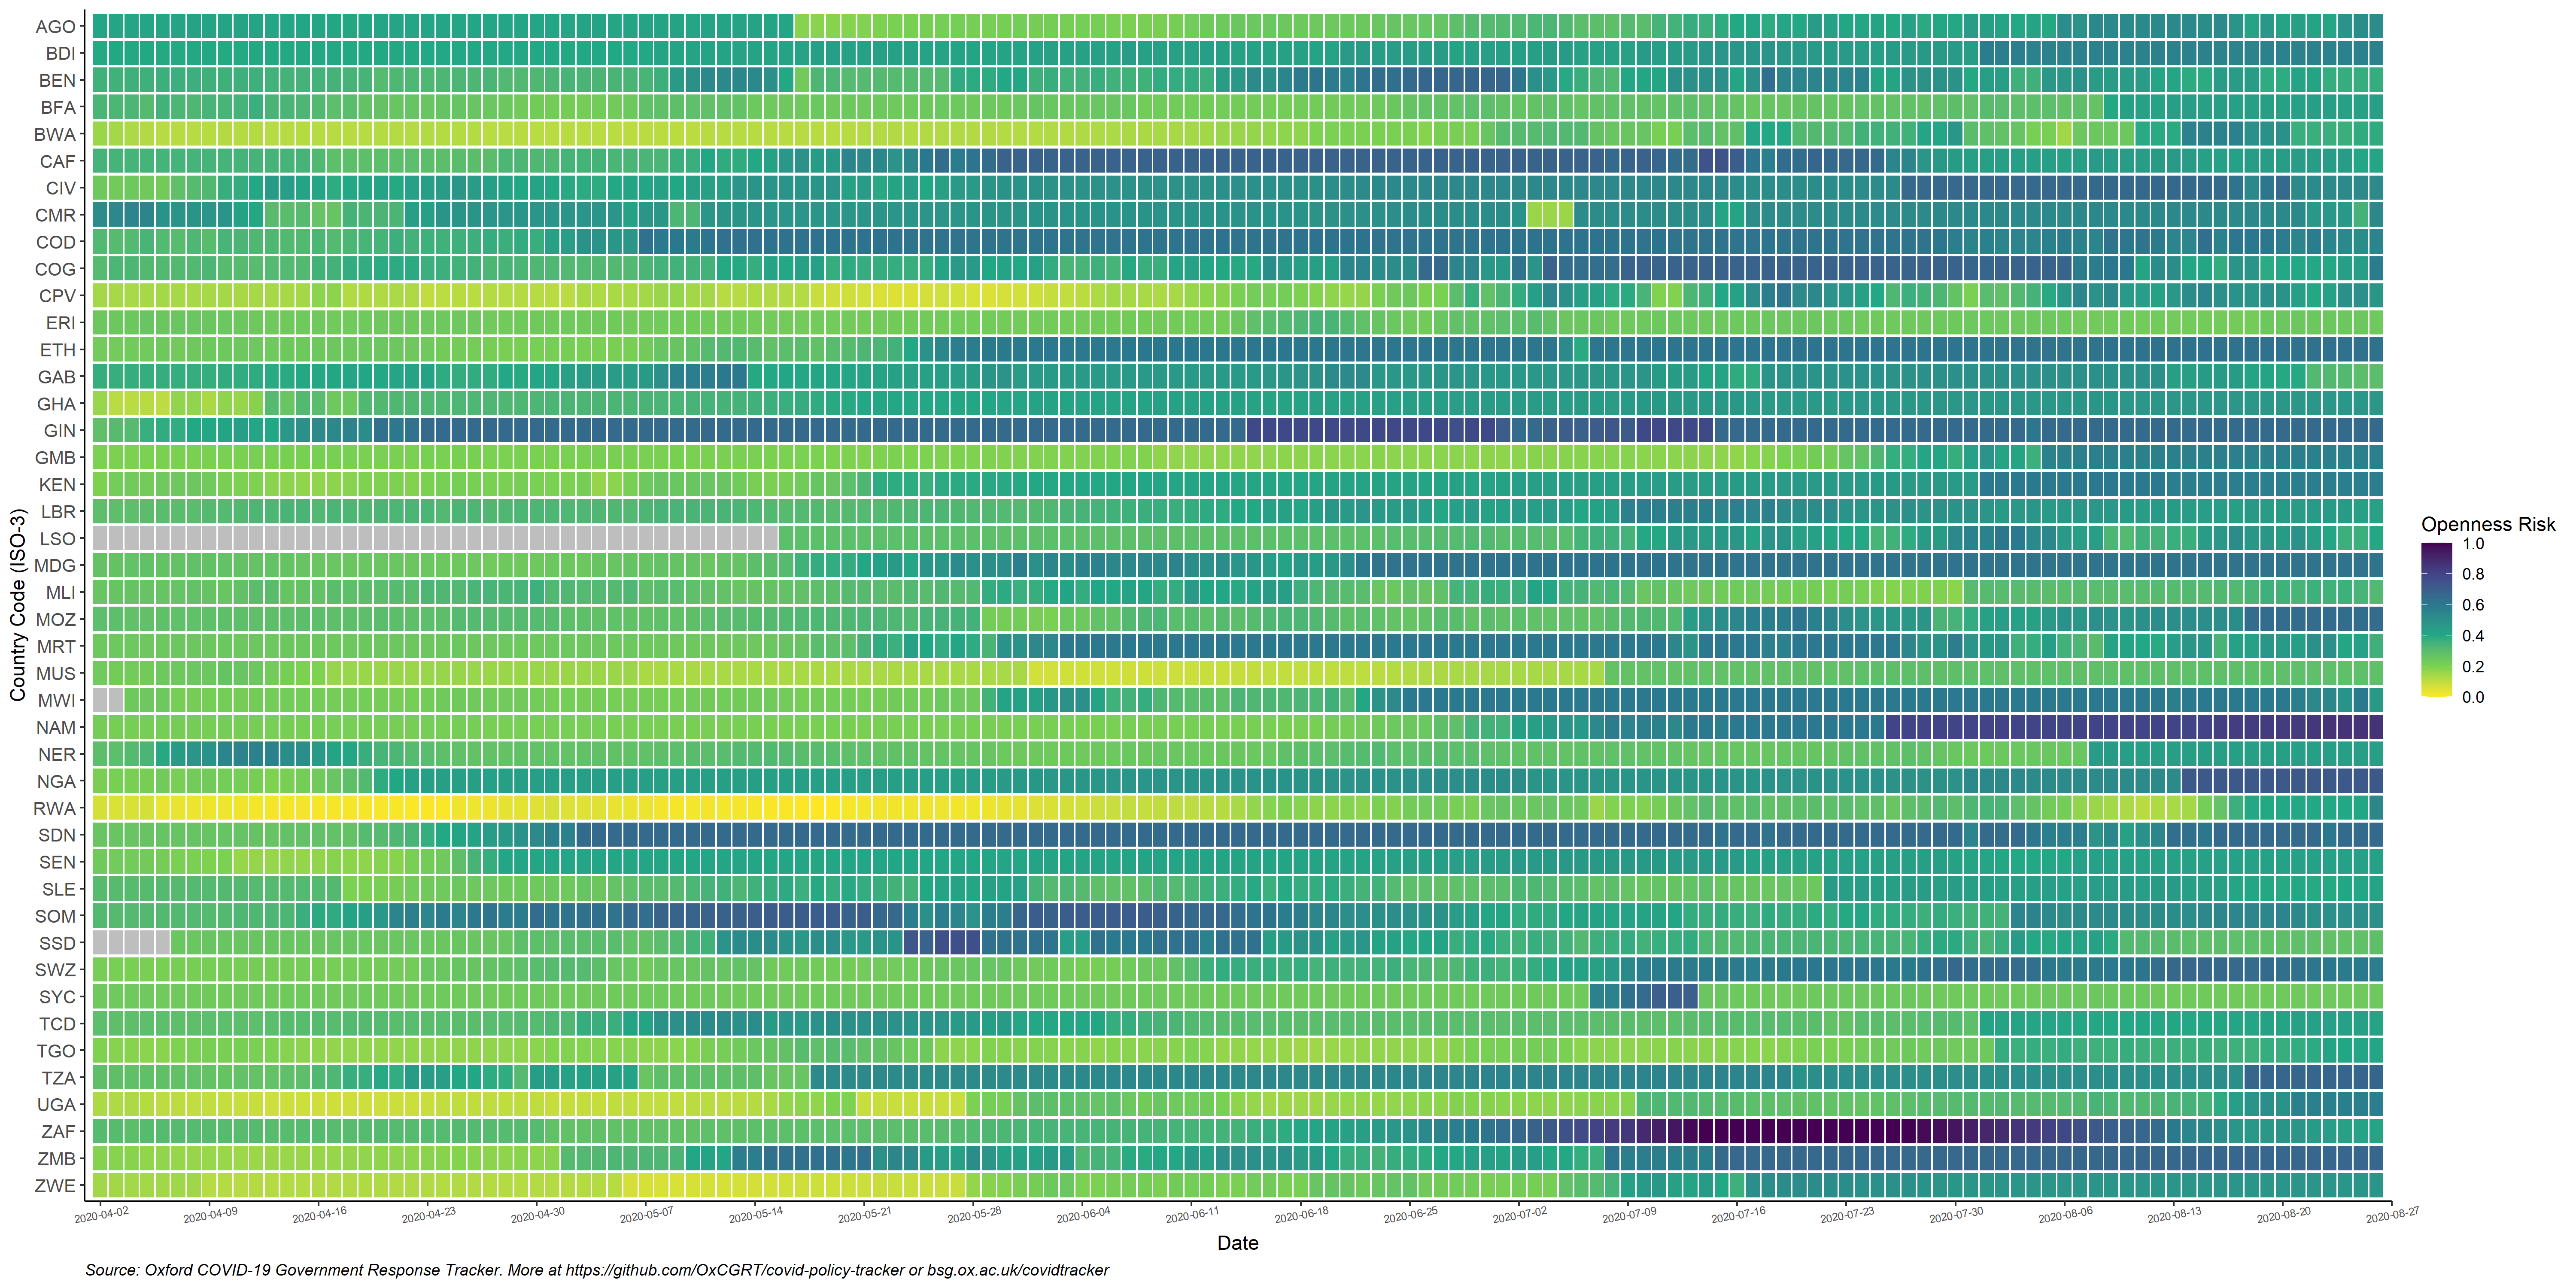 AGO
BDI
BEN
BFA
BWA
CAF
CIV
CMR
COD
COG
CPV
ERI
ETH
GAB
GHA
GIN
GMB
KEN
LBR
LSO
MDG
MLI
MOZ
MRT
MUS
MWI
NAM
NER
NGA
RWA
SDN
SEN
SLE
SOM
SSD
SWZ
SYC
TCD
TGO
TZA
UGA
ZAF
ZMB
ZWE
Country Code (ISO-3)
2020-04-02 2020-04-09 2020-04-16 2020-04-23 2020-04-30 2020-05-07 2020-05-14 2020-05-21 2020-05-28 2020-06-04 2020-06-11 2020-06-18 2020-06-25 2020-07-02 2020-07-09 2020-07-16 2020-07-23 2020-07-30 2020-08-06 2020-08-13 2020-08-20 2020-08-27
Date
Openness Risk
1.0
0.8
0.6
0.4
0.2
0.0
Source: Oxford COVID-19 Government Response Tracker. More at https://github.com/OxCGRT/covid-policy-tracker or bsg.ox.ac.uk/covidtracker